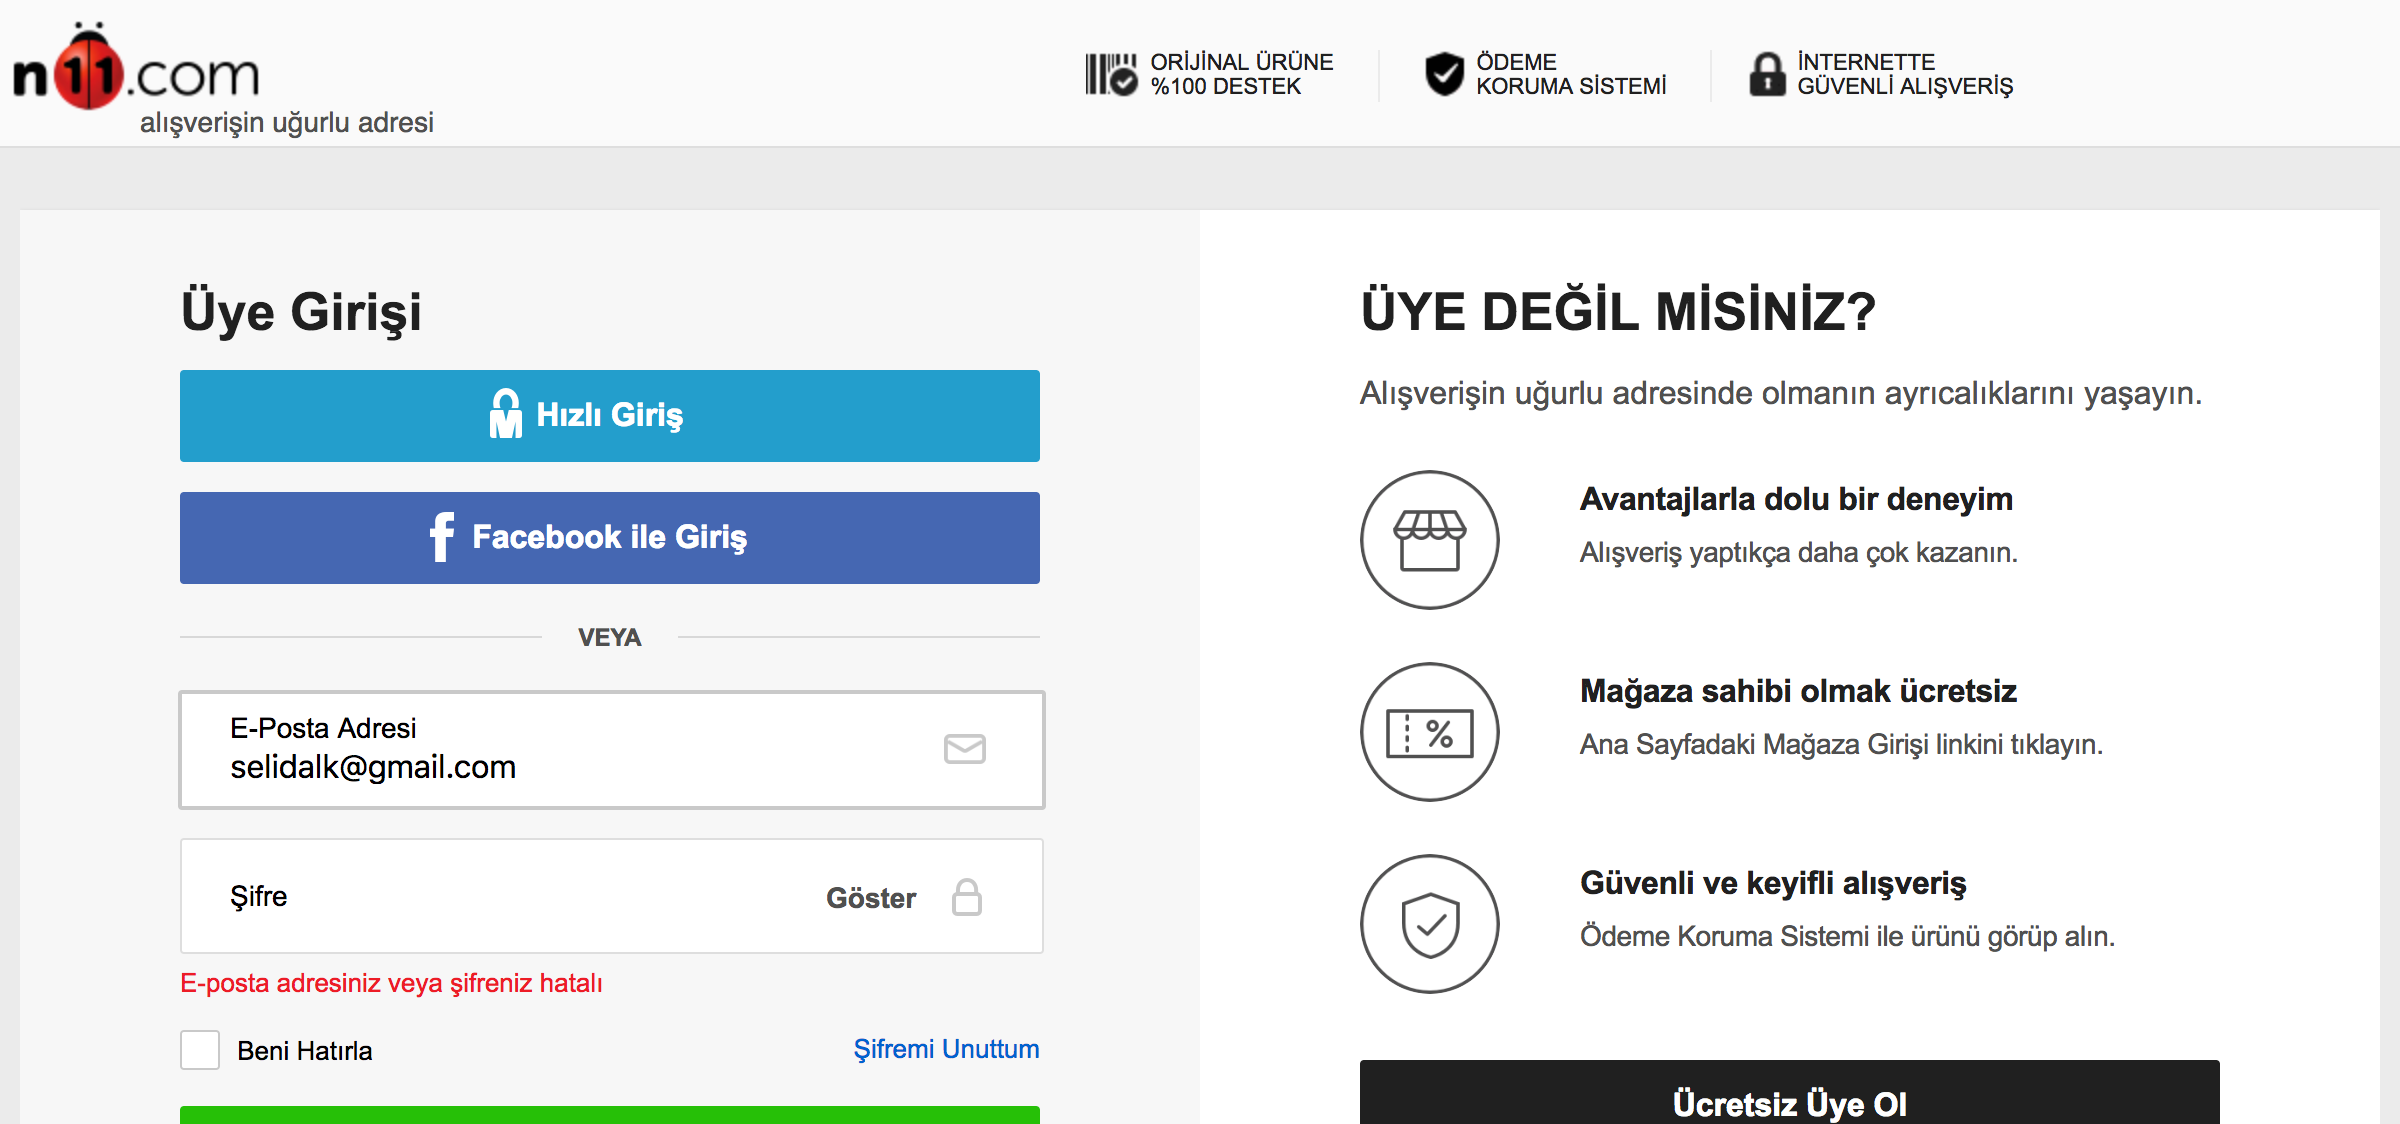 n11.com
alışverişin uğurlu adresi
ORİJİNAL ÜRÜNE
%100 DESTEK
ÖDEME
KORUMA SİSTEMİ
İNTERNETTE
GÜVENLİ ALIŞVERİŞ
Üye Girişi
Hızlı Giriş
Facebook ile Giriş
VEYA
E-Posta Adresi
selidalk@gmail.com
Şifre
Göster
E-posta adresiniz veya şifreniz hatalı
Beni Hatırla
Şifremi Unuttum
ÜYE DEĞİL MİSİNİZ?
Alışverişin uğurlu adresinde olmanın ayrıcalıklarını yaşayın.
Avantajlarla dolu bir deneyim
Alışveriş yaptıkça daha çok kazanın.
%
Mağaza sahibi olmak ücretsiz
Ana Sayfadaki Mağaza Girişi linkini tıklayın.
Güvenli ve keyifli alışveriş
Ödeme Koruma Sistemi ile ürünü görüp alın.
Ücretsiz Üye Ol